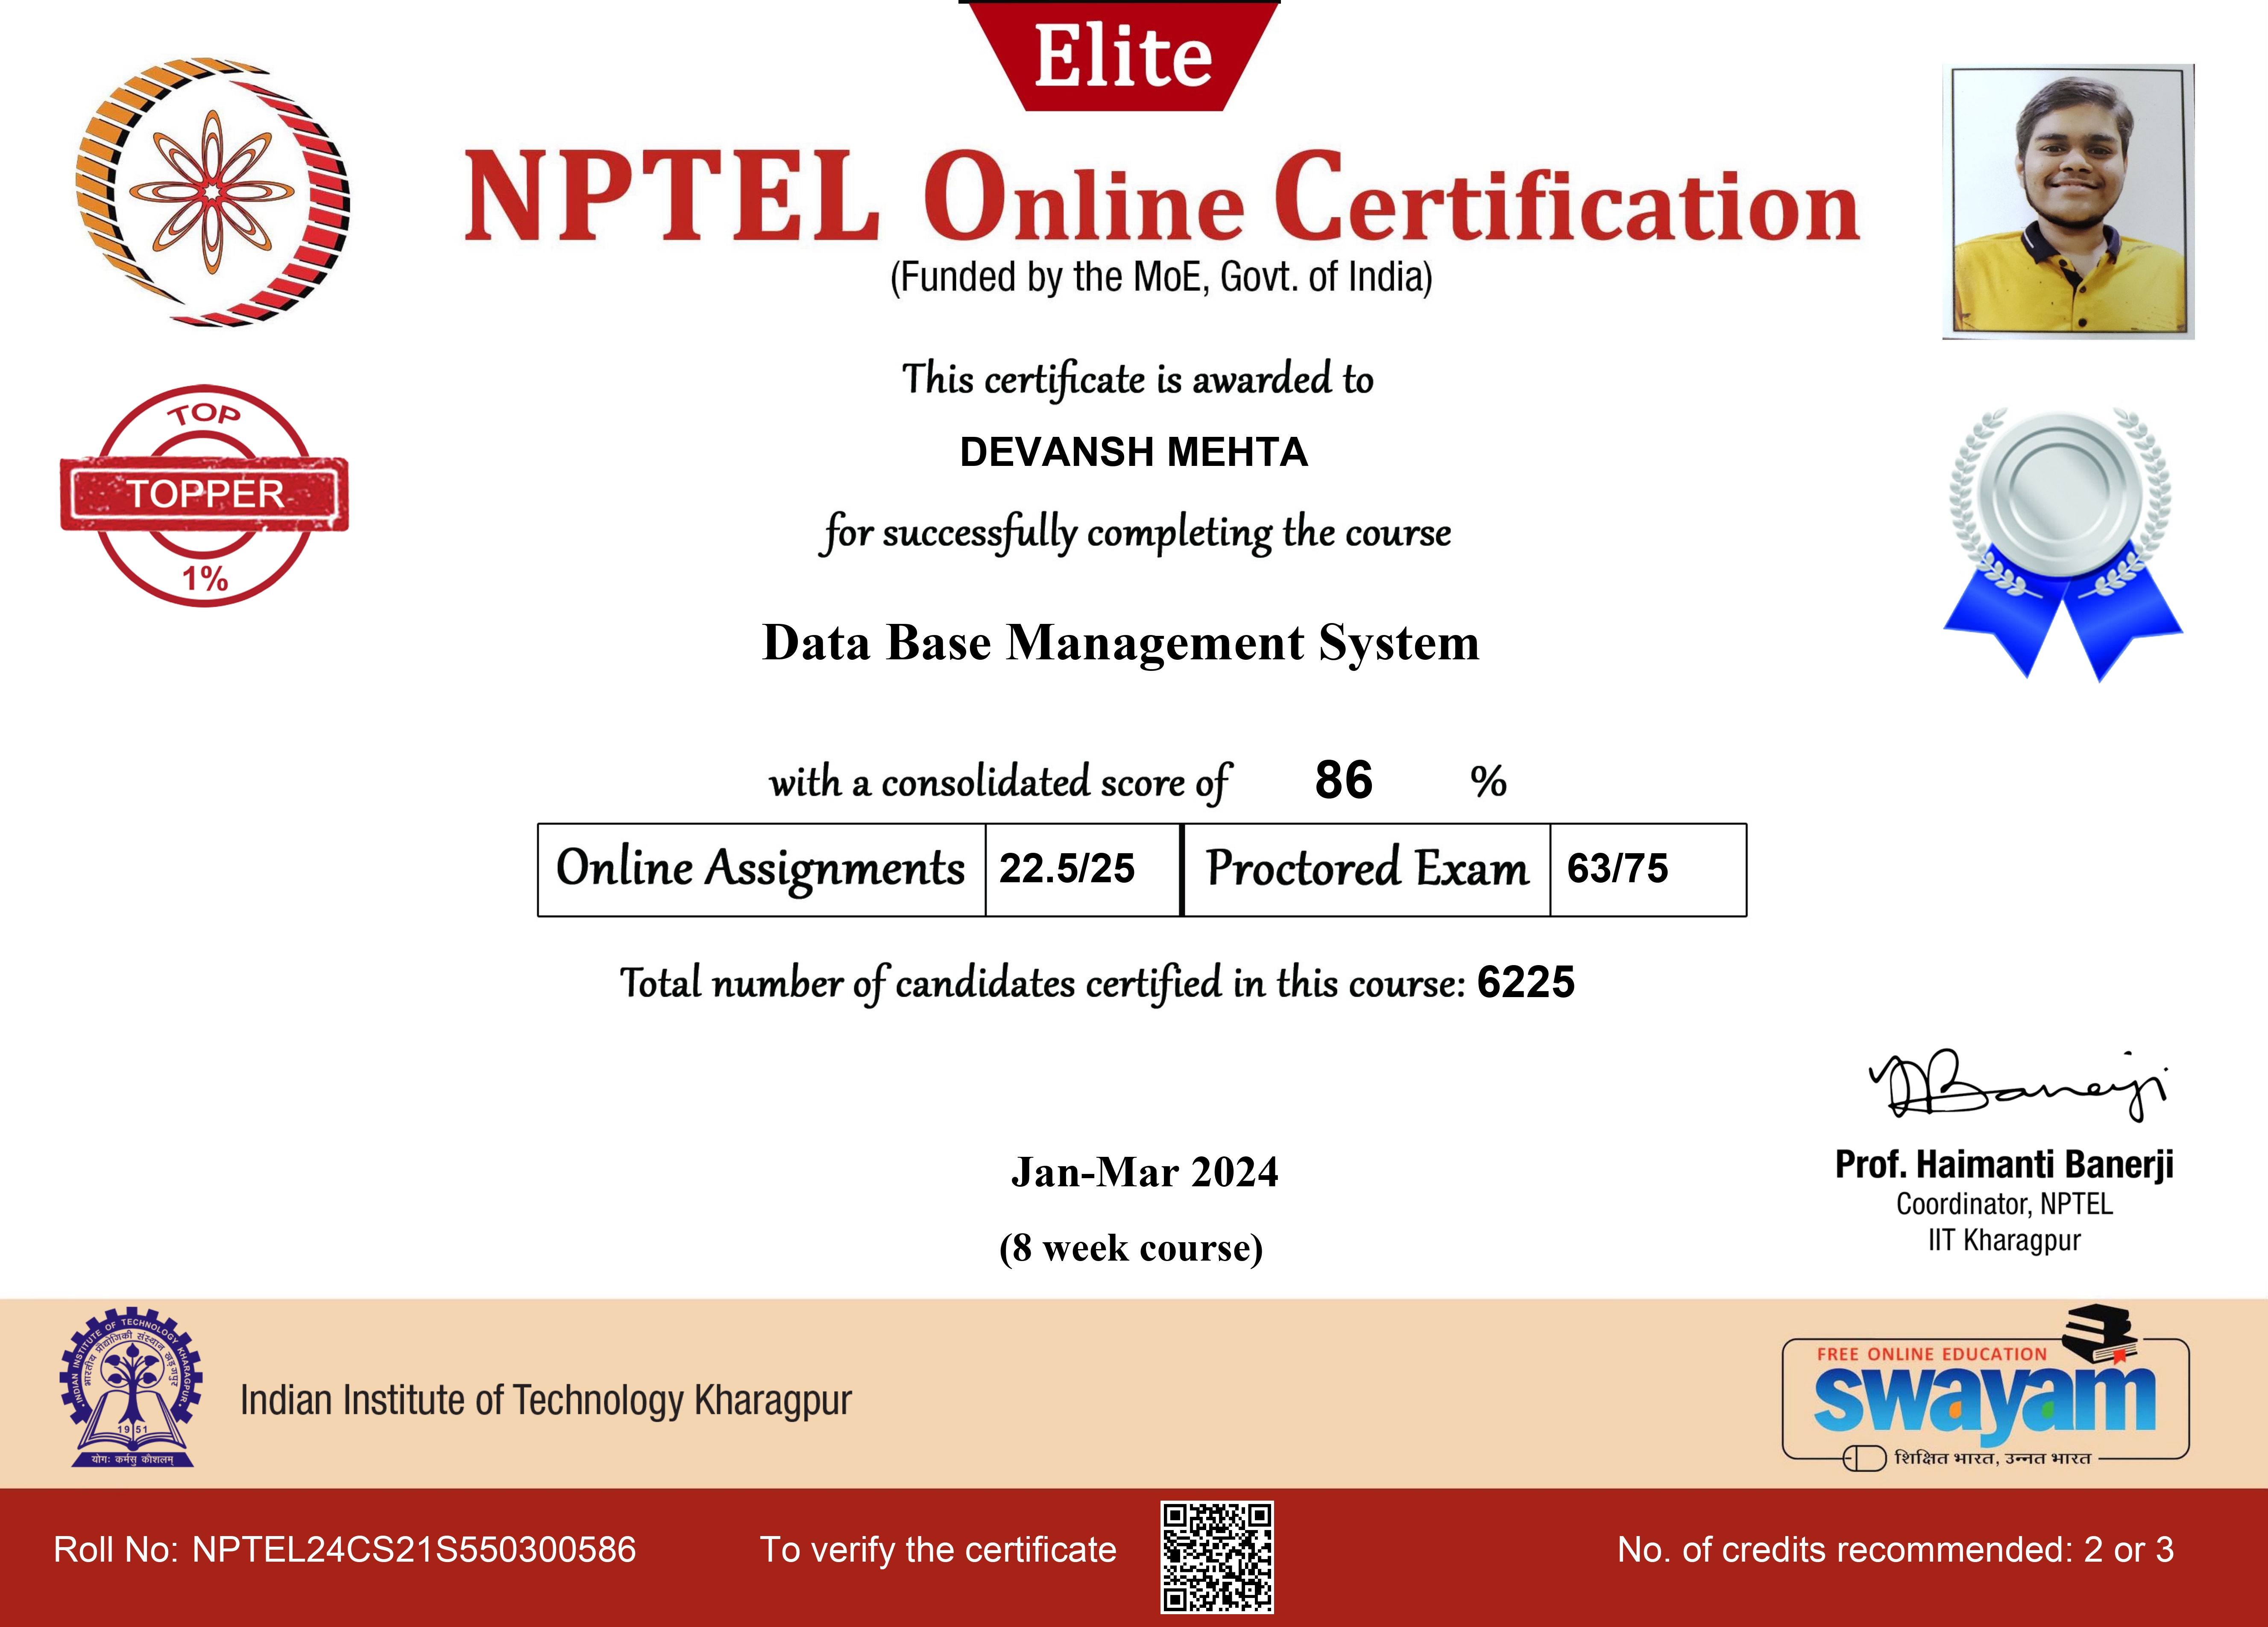 Elite
NPTEL Online Certification
(Funded by the MoE, Govt. of India)
This certificate is awarded to
DEVANSH MEHTA
for successfully completing the course
TOP
TOPPER
1%
Data Base Management System
with a consolidated score of 86 %
Online Assignments 22.5/25 Proctored Exam 63/75
Total number of candidates certified in this course: 6225
Banerji
Prof. Haimanti Banerji
Coordinator, NPTEL
IIT Kharagpur
Jan-Mar 2024
(8 week course)
INDIAN INSTITUTE OF TECHNOLOGY KHARAGPUR
भारतीय प्रौद्योगिकी संस्थान खड़गपुर
1951
योगः कर्मसु कौशलम्
Indian Institute of Technology Kharagpur
FREE ONLINE EDUCATION
swayam
शिक्षित भारत, उन्नत भारत
Roll No: NPTEL24CS21S550300586
To verify the certificate
No. of credits recommended: 2 or 3